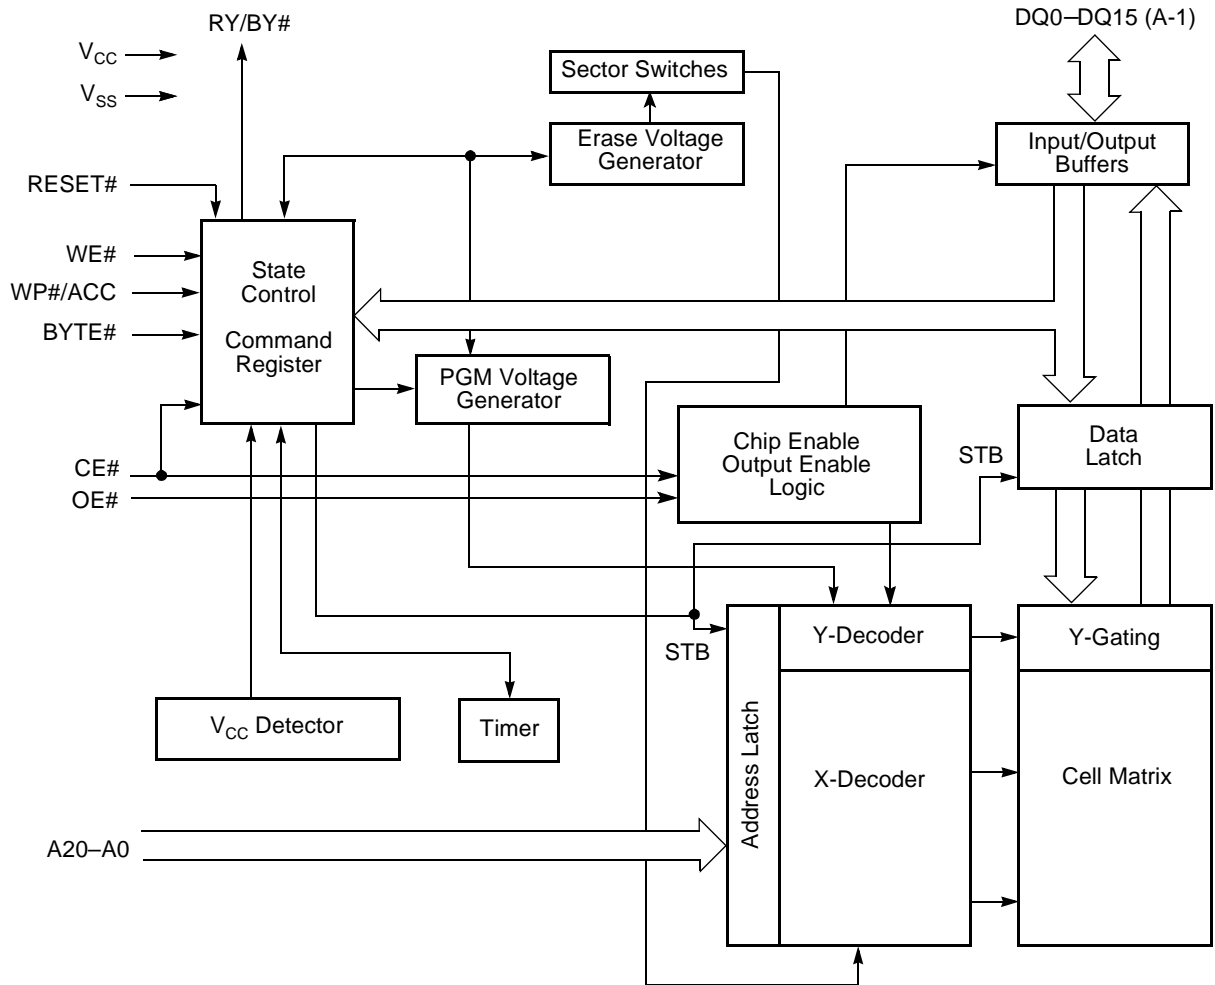 RY/BY#
DQ0–DQ15 (A-1)
VCC
VSS
Sector Switches
Erase Voltage
Generator
Input/Output
Buffers
RESET#
WE#
WP#/ACC
BYTE#
State
Control
Command
Register
PGM Voltage
Generator
Chip Enable
Output Enable
Logic
STB
Data
Latch
CE#
OE#
STB
Y-Decoder
Y-Gating
VCC Detector
Timer
Address Latch
X-Decoder
Cell Matrix
A20–A0